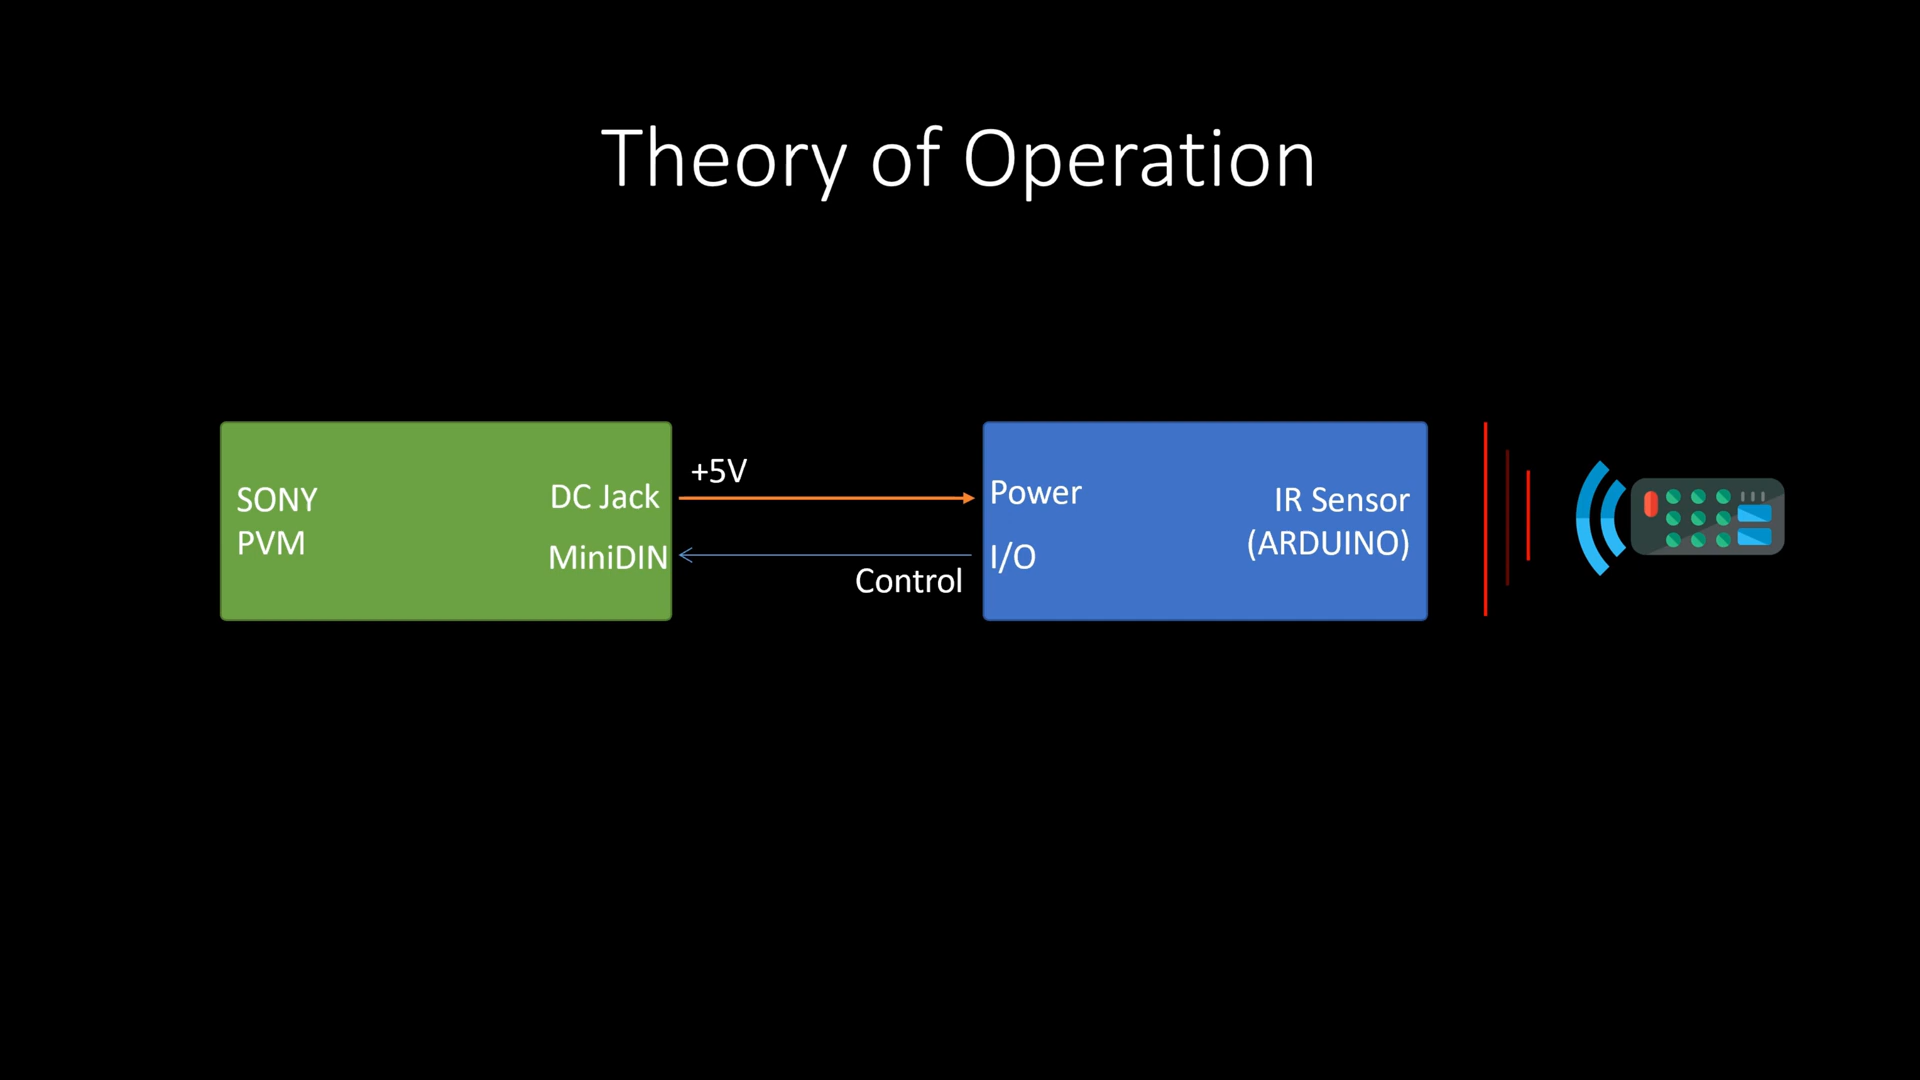 Theory of Operation
SONY
PVM
DC Jack
MiniDIN
+5V
Control
Power
I/O
IR Sensor
(ARDUINO)